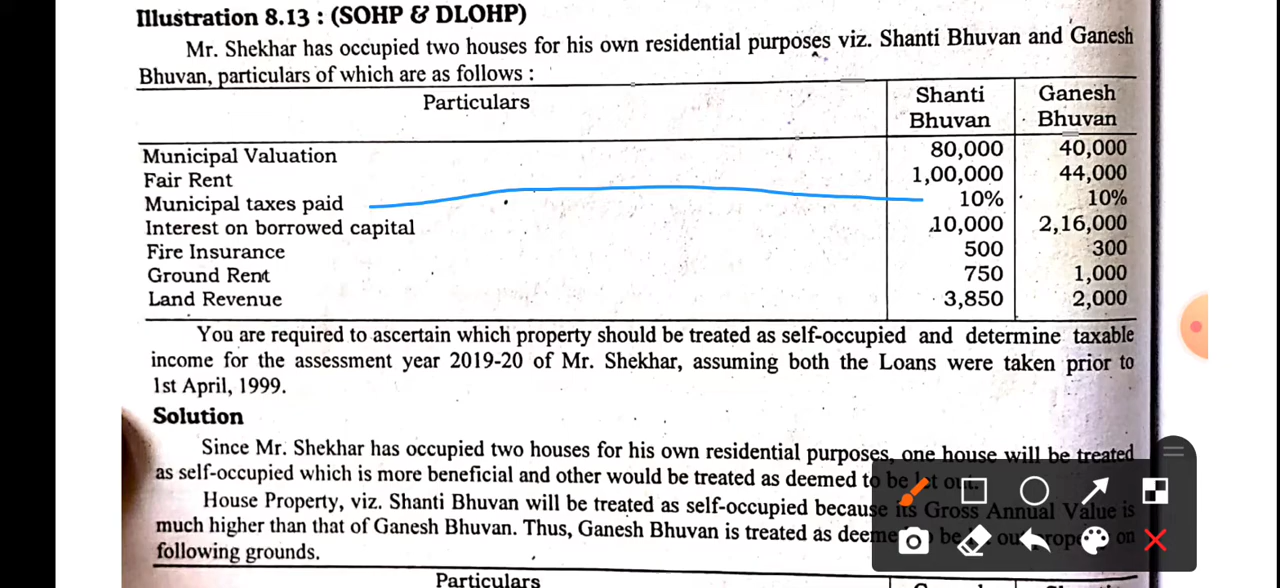 Illustration 8.13 : (SOHP & DLOHP)
Mr. Shekhar has occupied two houses for his own residential purposes viz. Shanti Bhuvan and Ganesh
Bhuvan, particulars of which are as follows :
Particulars Shanti Bhuvan Ganesh Bhuvan
Municipal Valuation 80,000 40,000
Fair Rent 1,00,000 44,000
Municipal taxes paid 10% 10%
Interest on borrowed capital 10,000 2,16,000
Fire Insurance 500 300
Ground Rent 750 1,000
Land Revenue 3,850 2,000
You are required to ascertain which property should be treated as self-occupied and determine taxable
income for the assessment year 2019-20 of Mr. Shekhar, assuming both the Loans were taken prior to
1st April, 1999.
Solution
Since Mr. Shekhar has occupied two houses for his own residential purposes, one house will be treated
as self-occupied which is more beneficial and other would be treated as deemed to be let out.
House Property, viz. Shanti Bhuvan will be treated as self-occupied because its Gross Annual Value is
much higher than that of Ganesh Bhuvan. Thus, Ganesh Bhuvan is treated as on
following grounds.
Particulars